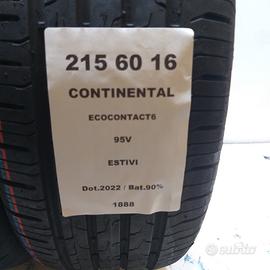 215 60 16
CONTINENTAL
ECOCONTACT6
95V
ESTIVI
Dot.2022 / Bat.90%
1888
subito